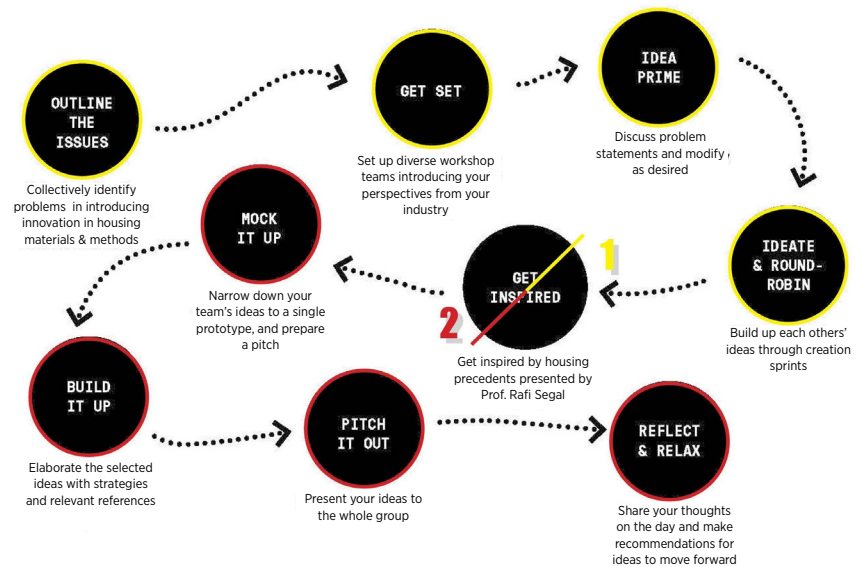 OUTLINE
THE
ISSUES
Collectively identify
problems in introducing
innovation in housing
materials & methods
GET SET
Set up diverse workshop
teams introducing your
perspectives from your
industry
IDEA
PRIME
Discuss problem
statements and modify
as desired
IDEATE
& ROUND-
ROBIN
Build up each others'
ideas through creation
sprints
1
GET
INSPIRED
2
Get inspired by housing
precedents presented by
Prof. Rafi Segal
MOCK
IT UP
Narrow down your
team's ideas to a single
prototype, and prepare
a pitch
BUILD
IT UP
Elaborate the selected
ideas with strategies
and relevant references
PITCH
IT OUT
Present your ideas to
the whole group
REFLECT
& RELAX
Share your thoughts
on the day and make
recommendations for
ideas to move forward